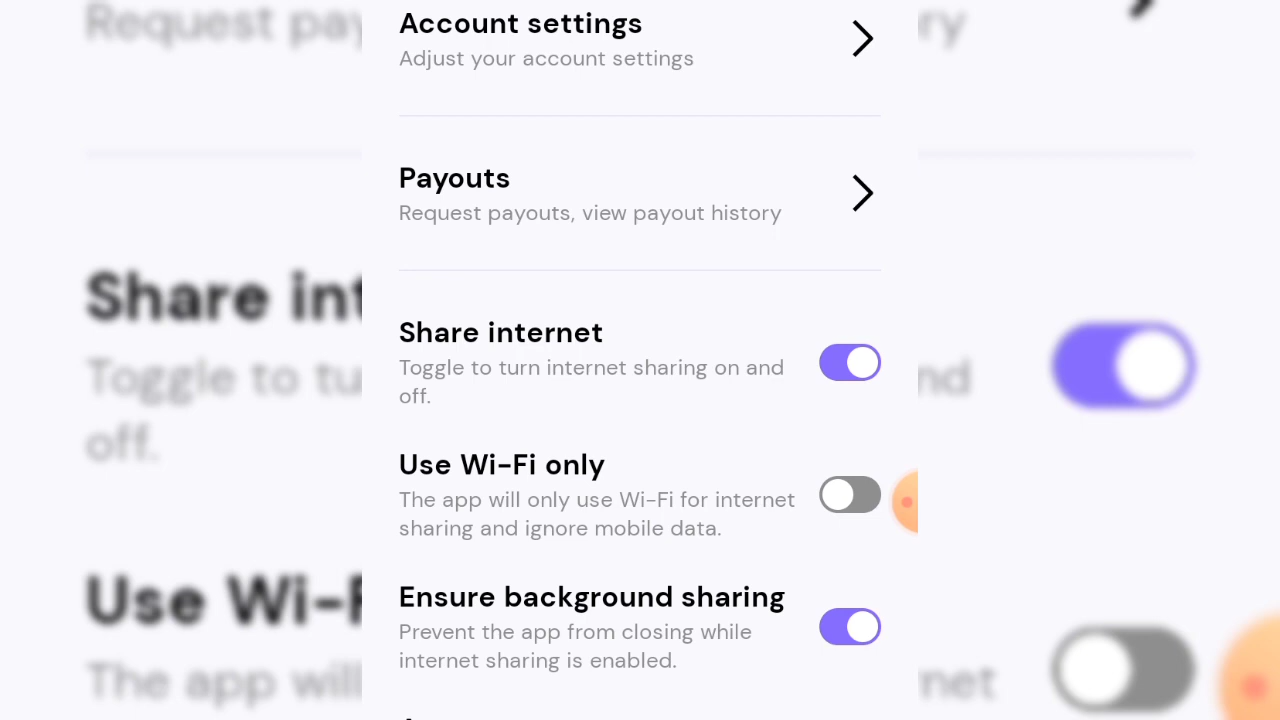 Account settings
Adjust your account settings
Payouts
Request payouts, view payout history
Share internet
Toggle to turn internet sharing on and
off.
Use Wi-Fi only
The app will only use Wi-Fi for internet
sharing and ignore mobile data.
Ensure background sharing
Prevent the app from closing while
internet sharing is enabled.